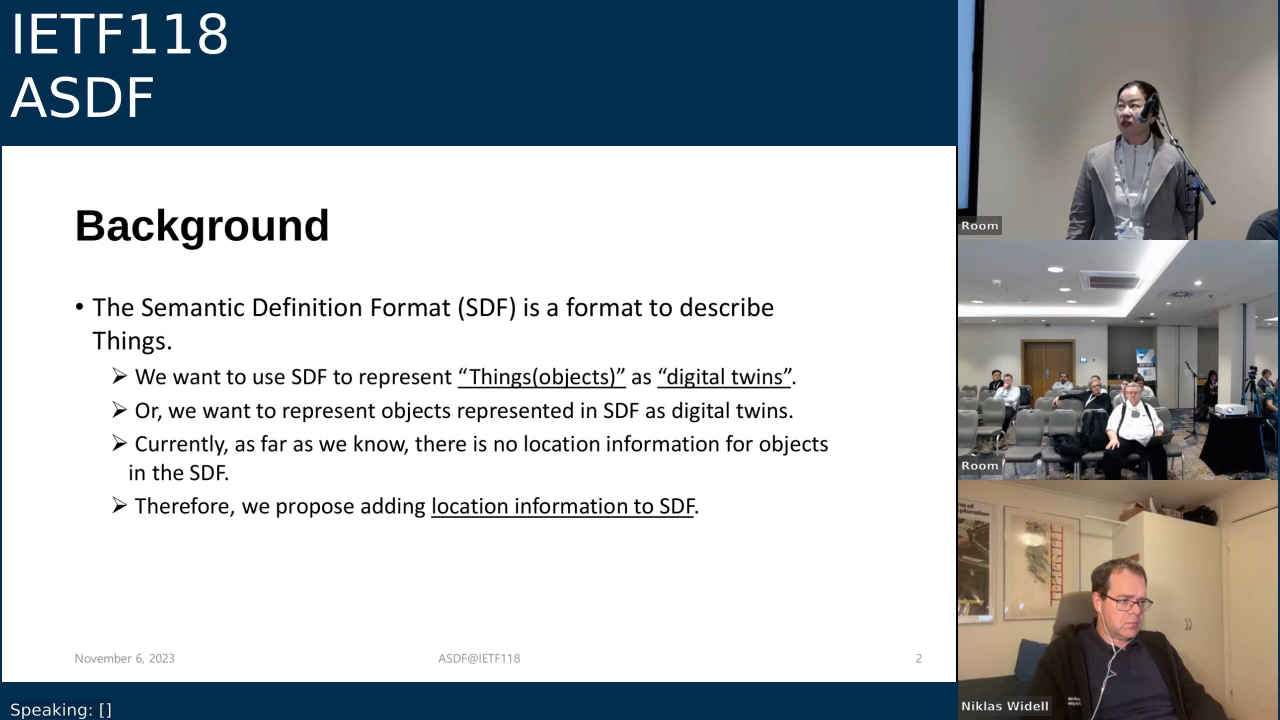 IETF118
ASDF
Background
• The Semantic Definition Format (SDF) is a format to describe
Things.
➢ We want to use SDF to represent “Things(objects)” as “digital twins”.
➢ Or, we want to represent objects represented in SDF as digital twins.
➢ Currently, as far as we know, there is no location information for objects
in the SDF.
➢ Therefore, we propose adding location information to SDF.
November 6, 2023
ASDF@IETF118
2
Speaking: []
Room
Room
Niklas Widell